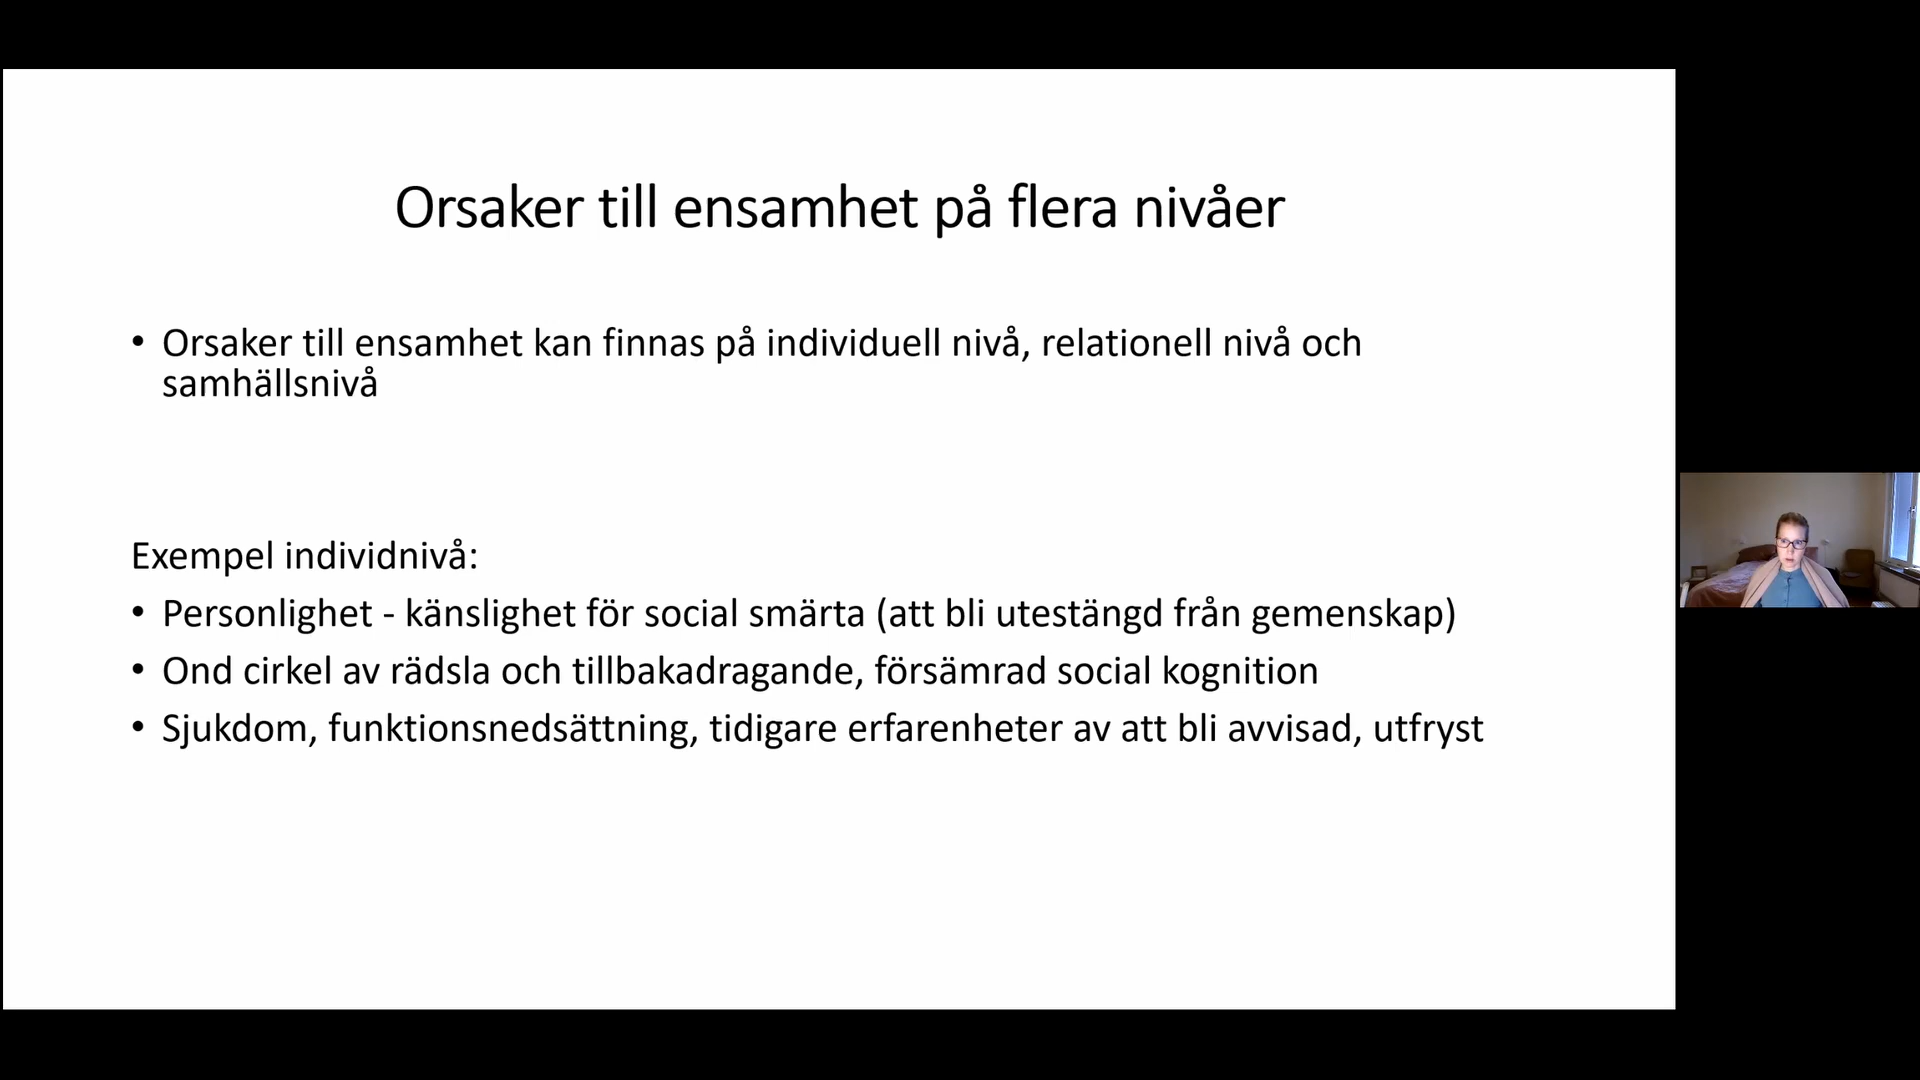 Orsaker till ensamhet på flera nivåer
• Orsaker till ensamhet kan finnas på individuell nivå, relationell nivå och
samhällsnivå
Exempel individnivå:
• Personlighet - känslighet för social smärta (att bli utestängd från gemenskap)
• Ond cirkel av rädsla och tillbakadragande, försämrad social kognition
• Sjukdom, funktionsnedsättning, tidigare erfarenheter av att bli avvisad, utfryst